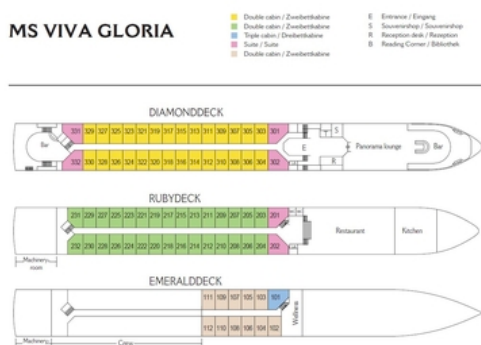 MS VIVA GLORIA
Double cabin / Zweibettkabine
Double cabin / Zweibettkabine
Triple cabin / Dreibettkabine
Suite / Suite
Double cabin / Zweibettkabine
E Entrance / Eingang
S Souvenirshop / Souvenirshop
R Reception desk / Rezeption
B Reading Corner / Bibliothek
DIAMONDDECK
331 329 327 325 323 321 319 317 315 313 311 309 307 305 303 301
S
Bar
E
Panorama lounge
Bar
332 330 328 326 324 322 320 318 316 314 312 310 308 306 304 302
R
RUBYDECK
231 229 227 225 223 221 219 217 215 213 211 209 207 205 203 201
Restaurant
Kitchen
232 230 228 226 224 222 220 218 216 214 212 210 208 206 204 202
Machinery
room
EMERALDDECK
111 109 107 105 103 101
Wellness
112 110 108 106 104 102
Machinery
Crew